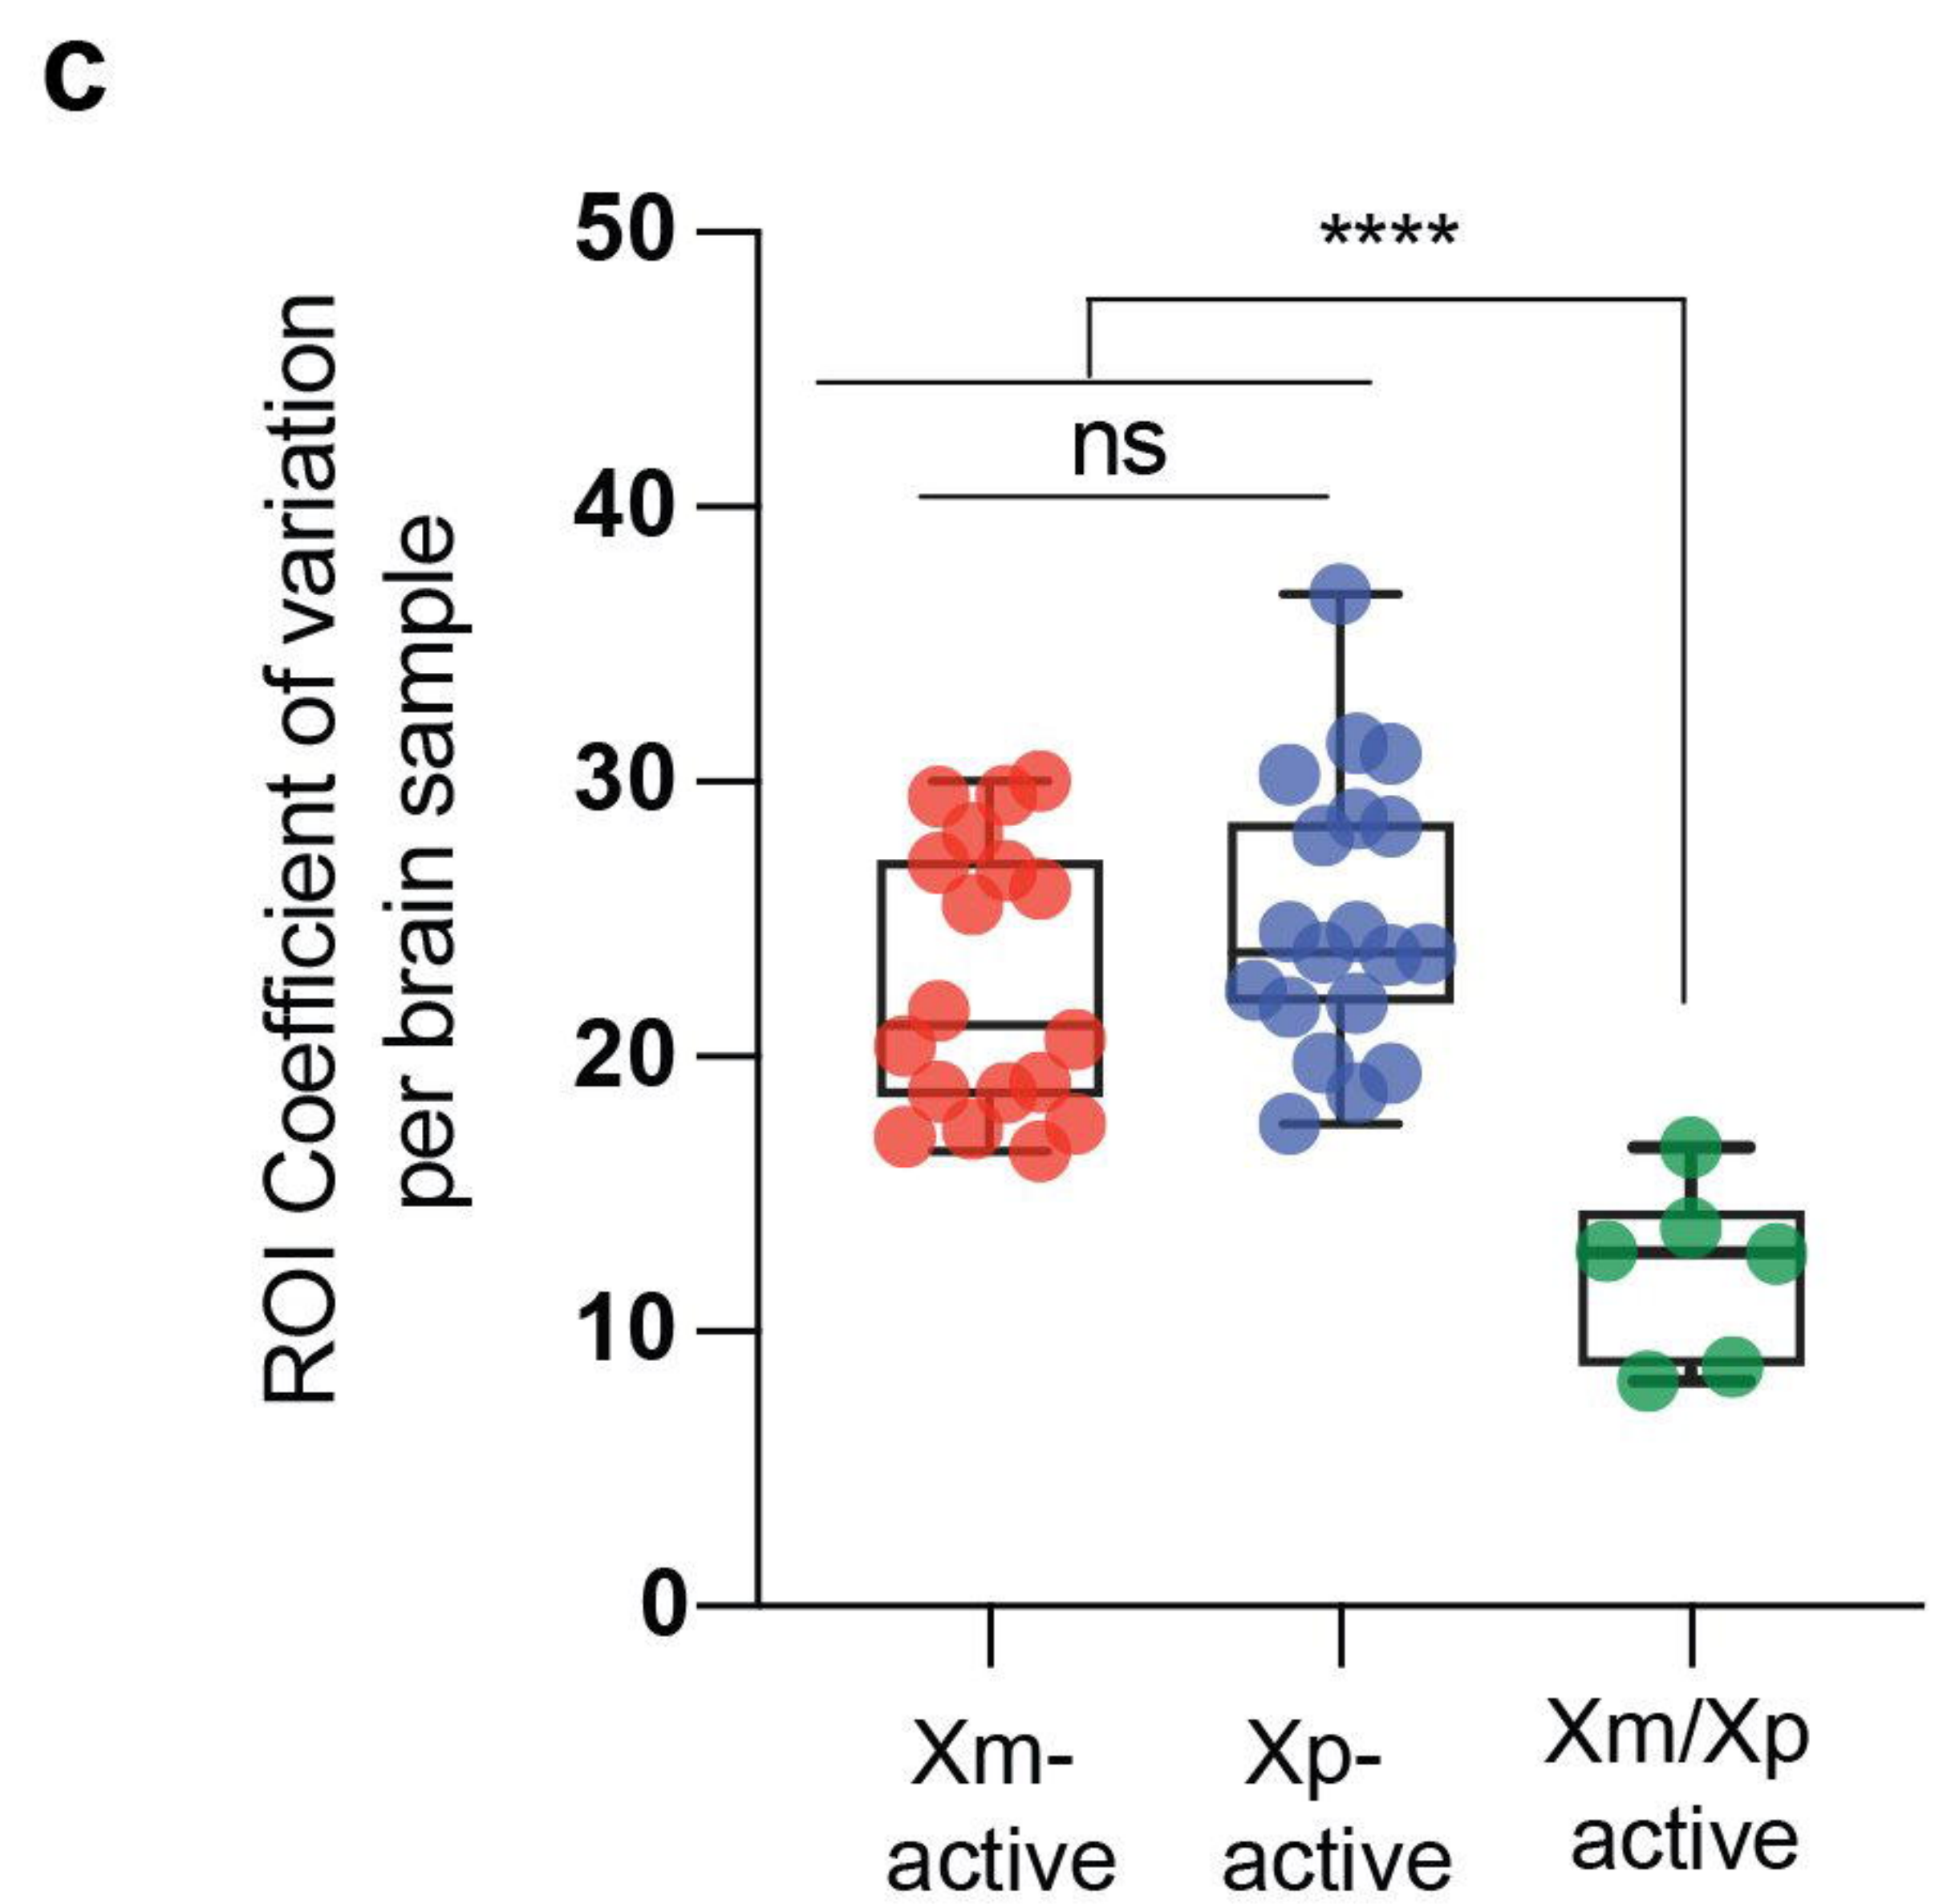 c
ROI Coefficient of variation
per brain sample
50
40
30
20
10
0
****
ns
Xm-
active
Xp-
active
Xm/Xp
active